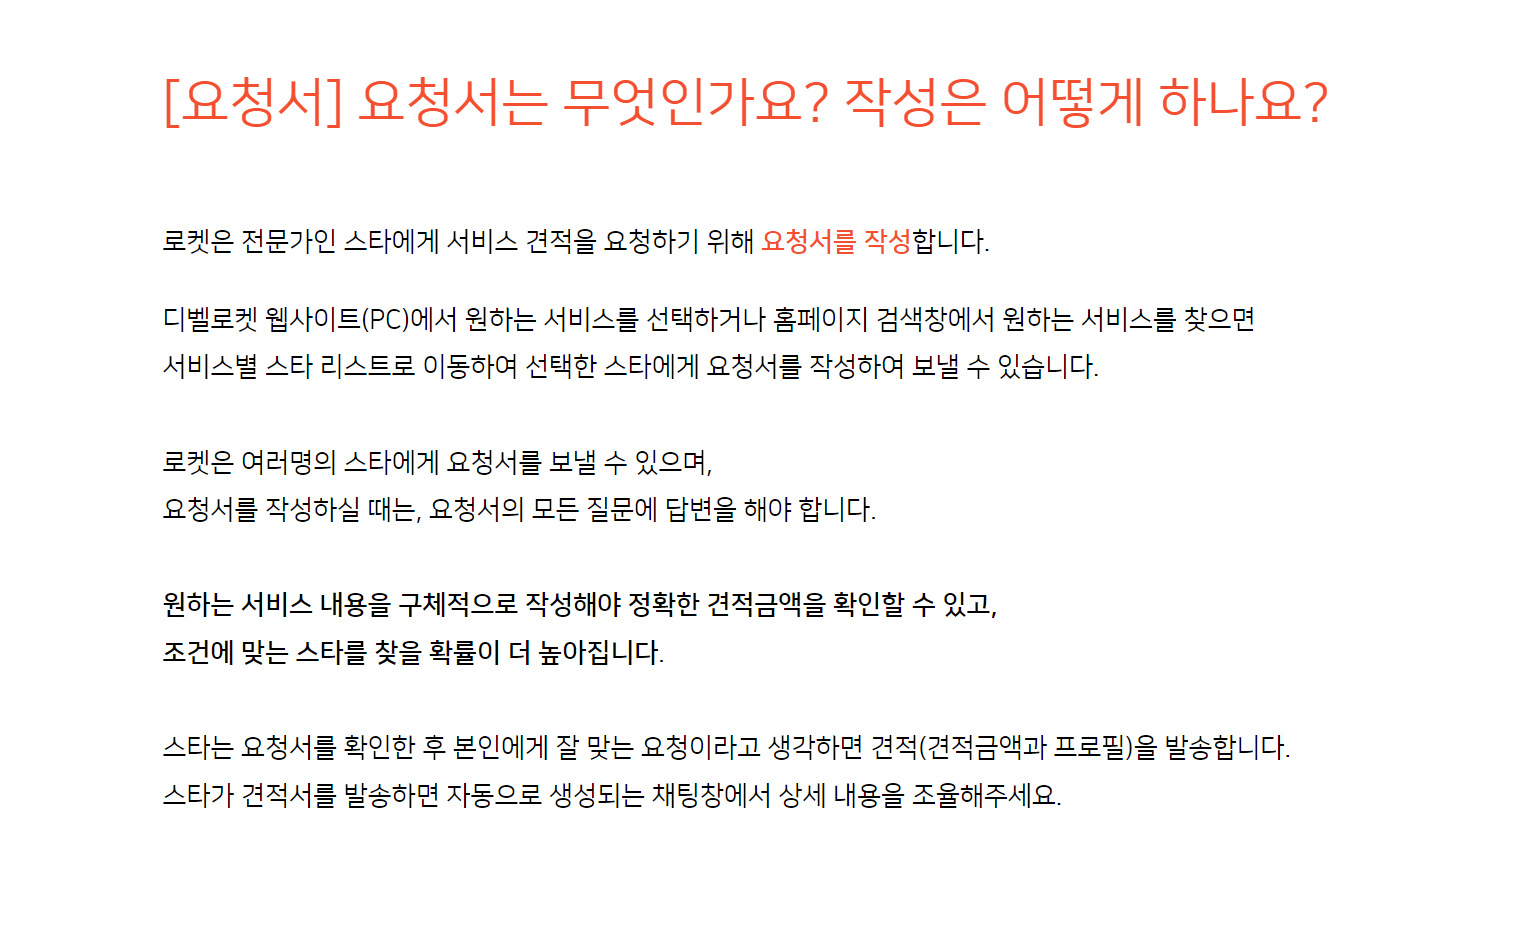 [요청서] 요청서는 무엇인가요? 작성은 어떻게 하나요?
로켓은 전문가인 스타에게 서비스 견적을 요청하기 위해 요청서를 작성합니다.
디벨로켓 웹사이트(PC)에서 원하는 서비스를 선택하거나 홈페이지 검색창에서 원하는 서비스를 찾으면
서비스별 스타 리스트로 이동하여 선택한 스타에게 요청서를 작성하여 보낼 수 있습니다.
로켓은 여러명의 스타에게 요청서를 보낼 수 있으며,
요청서를 작성하실 때는, 요청서의 모든 질문에 답변을 해야 합니다.
원하는 서비스 내용을 구체적으로 작성해야 정확한 견적금액을 확인할 수 있고,
조건에 맞는 스타를 찾을 확률이 더 높아집니다.
스타는 요청서를 확인한 후 본인에게 잘 맞는 요청이라고 생각하면 견적(견적금액과 프로필)을 발송합니다.
스타가 견적서를 발송하면 자동으로 생성되는 채팅창에서 상세 내용을 조율해주세요.